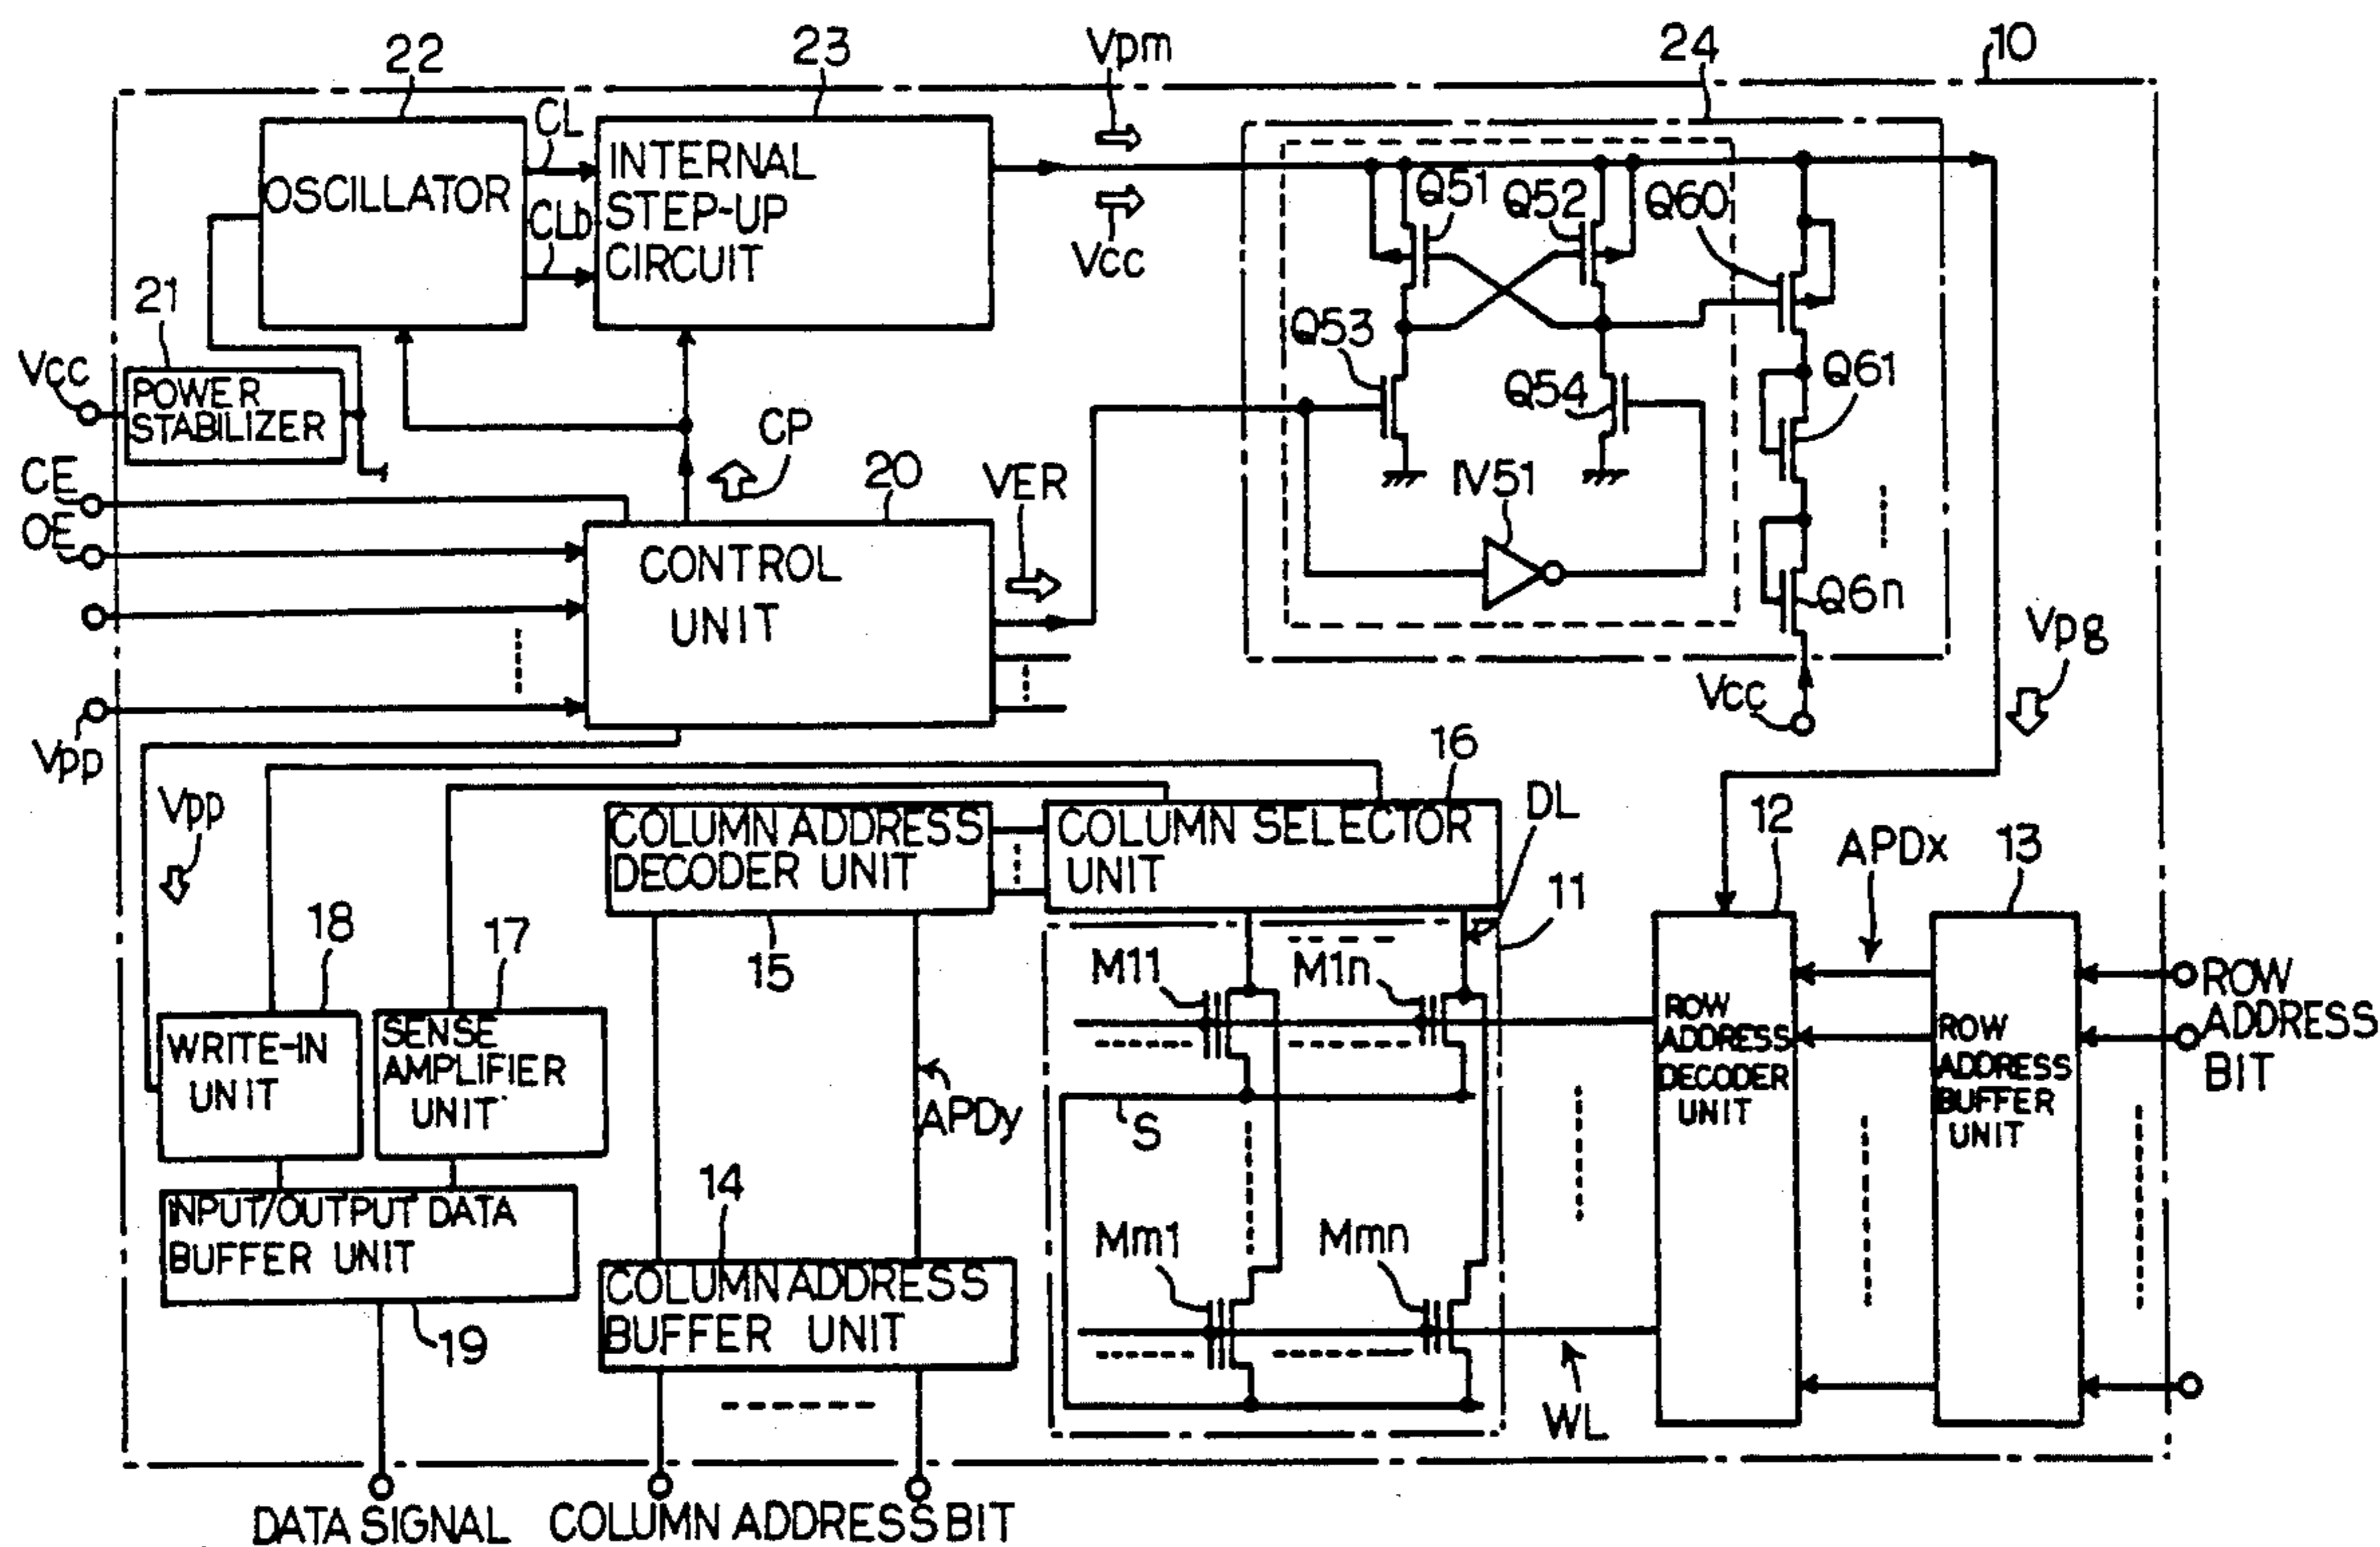 22
23
Vpm
24
10
CL
OSCILLATOR
INTERNAL
STEP-UP
CIRCUIT
CLb
Vcc
Q51
Q52
Q60
21
Vcc
POWER
STABILIZER
Q53
Q54
Q61
CP
CE
OE
20
VER
IV51
CONTROL
UNIT
Q6n
Vpg
Vcc
Vpp
16
DL
Vpp
COLUMN ADDRESS
DECODER UNIT
COLUMN SELECTOR
UNIT
12
APDx
13
11
18
17
15
M11
M1n
ROW
ADDRESS
BIT
WRITE-IN
UNIT
SENSE
AMPLIFIER
UNIT
ROW
ADDRESS
DECODER
UNIT
ROW
ADDRESS
BUFFER
UNIT
APDy
S
14
INPUT/OUTPUT DATA
BUFFER UNIT
Mm1
Mmn
COLUMN ADDRESS
BUFFER UNIT
19
WL
DATA SIGNAL
COLUMN ADDRESS BIT